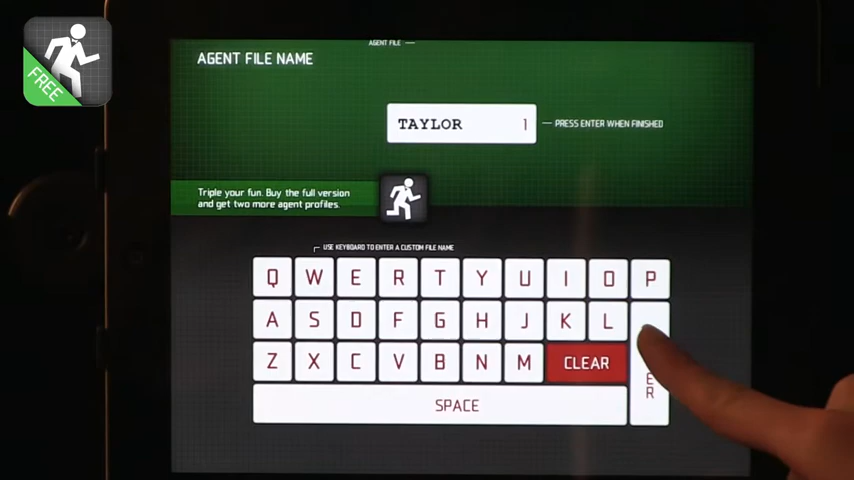 FREE
AGENT FILE
AGENT FILE NAME
TAYLOR 1
PRESS ENTER WHEN FINISHED
Triple your fun. Buy the full version
and get two more agent profiles.
USE KEYBOARD TO ENTER A CUSTOM FILE NAME
Q W E R T Y U I O P
A S D F G H J K L
Z X C V B N M CLEAR
ER
SPACE